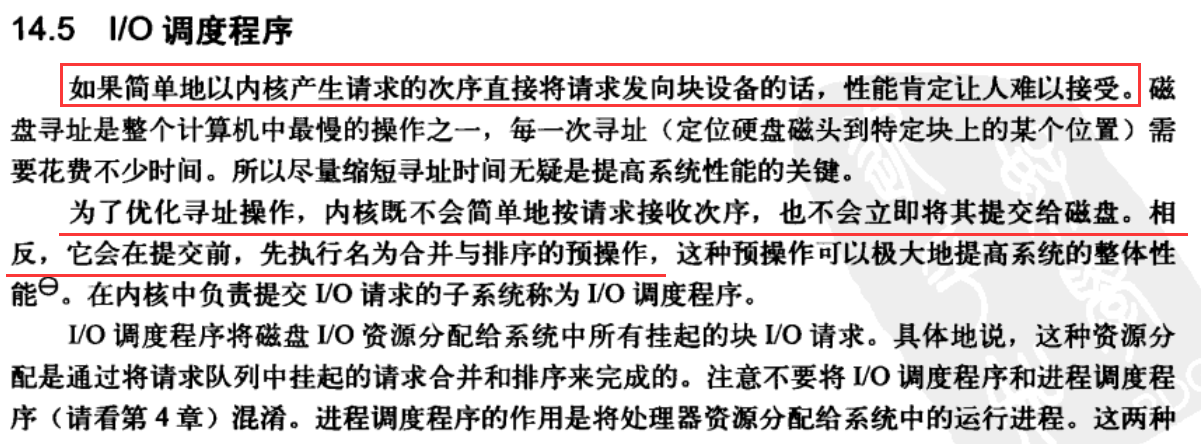 14.5 I/O 调度程序
如果简单地以内核产生请求的次序直接将请求发向块设备的话，性能肯定让人难以接受。磁
盘寻址是整个计算机中最慢的操作之一，每一次寻址（定位硬盘磁头到特定块上的某个位置）需
要花费不少时间。所以尽量缩短寻址时间无疑是提高系统性能的关键。
为了优化寻址操作，内核既不会简单地按请求接收次序，也不会立即将其提交给磁盘。相
反，它会在提交前，先执行名为合并与排序的预操作，这种预操作可以极大地提高系统的整体性
能⊖。在内核中负责提交 I/O 请求的子系统称为 I/O 调度程序。
I/O 调度程序将磁盘 I/O 资源分配给系统中所有挂起的块 I/O 请求。具体地说，这种资源分
配是通过将请求队列中挂起的请求合并和排序来完成的。注意不要将 I/O 调度程序和进程调度程
序（请看第 4 章）混淆。进程调度程序的作用是将处理器资源分配给系统中的运行进程。这两种